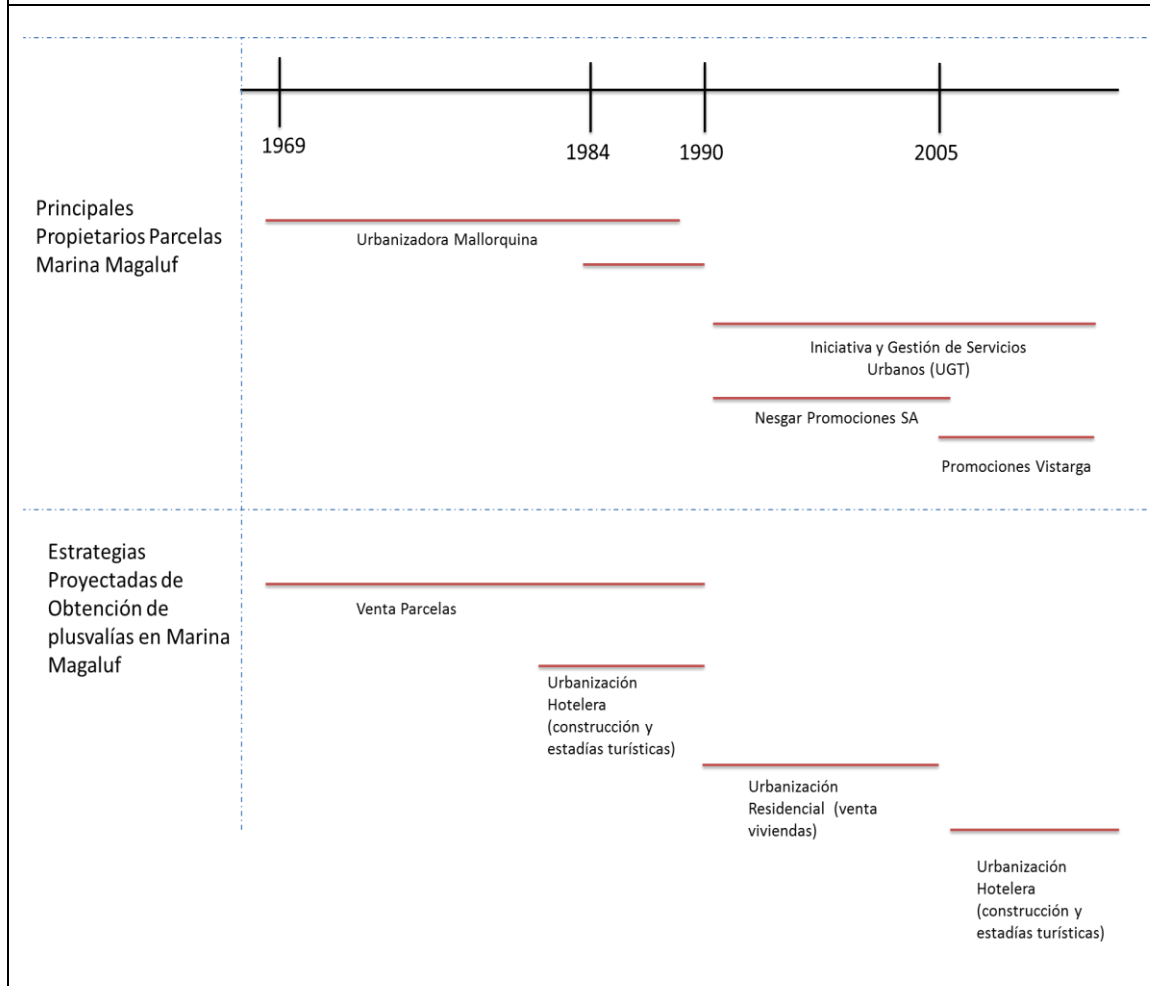 1969
1984
1990
2005
Principales
Propietarios Parcelas
Marina Magaluf
Urbanizadora Mallorquina
Iniciativa y Gestión de Servicios
Urbanos (UGT)
Nesgar Promociones SA
Promociones Vistarga
Estrategias
Proyectadas de
Obtención de
plusvalías en Marina
Magaluf
Venta Parcelas
Urbanización
Hotelera
(construcción y
estadías turísticas)
Urbanización
Residencial (venta
viviendas)
Urbanización
Hotelera
(construcción y
estadías turísticas)